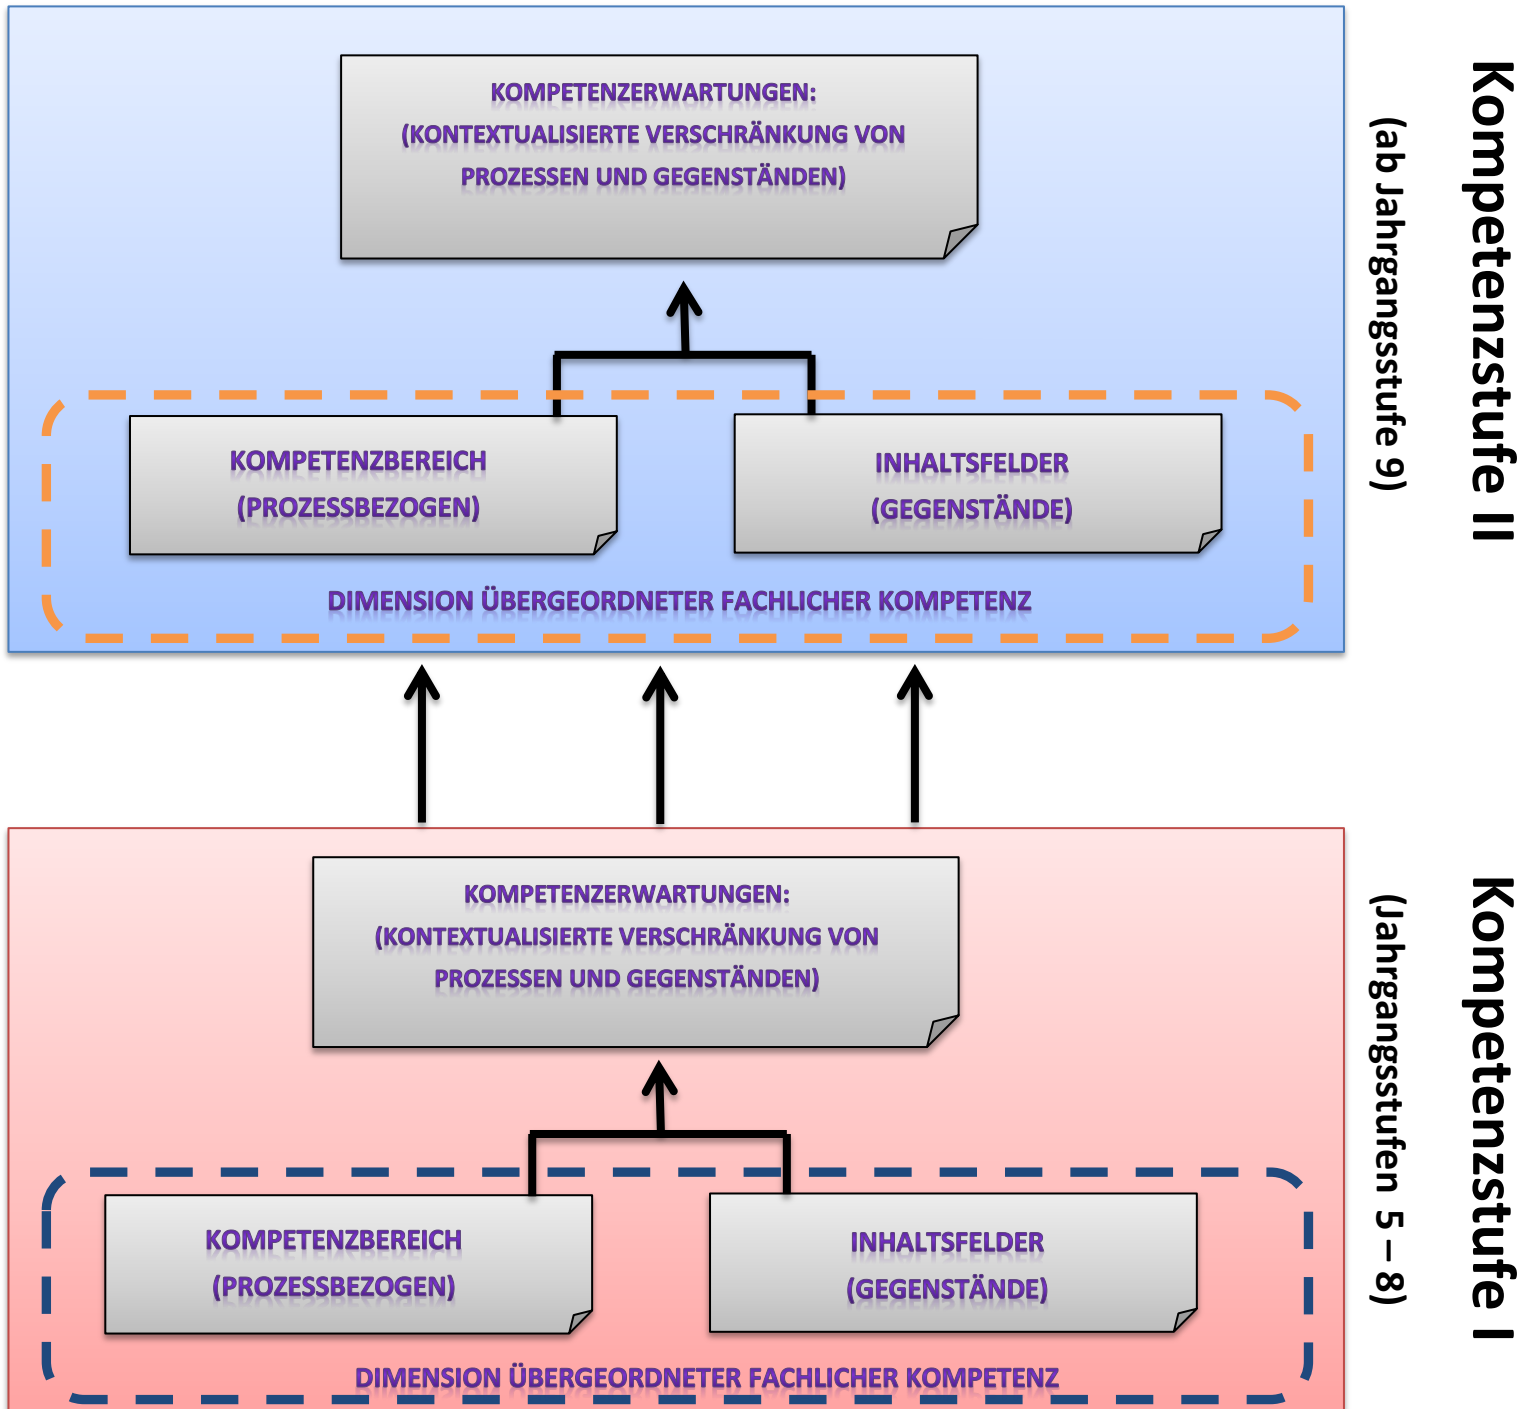 KOMPETENZERWARTUNGEN:
(KONTEXTUALISIERTE VERSCHRÄNKUNG VON
PROZESSEN UND GEGENSTÄNDEN)
KOMPETENZBEREICH
(PROZESSBEZOGEN)
INHALTSFELDER
(GEGENSTÄNDE)
DIMENSION ÜBERGEORDNETER FACHLICHER KOMPETENZ
Kompetenzstufe II
(ab Jahrgangsstufe 9)
KOMPETENZERWARTUNGEN:
(KONTEXTUALISIERTE VERSCHRÄNKUNG VON
PROZESSEN UND GEGENSTÄNDEN)
KOMPETENZBEREICH
(PROZESSBEZOGEN)
INHALTSFELDER
(GEGENSTÄNDE)
DIMENSION ÜBERGEORDNETER FACHLICHER KOMPETENZ
Kompetenzstufe I
(Jahrgangsstufen 5 – 8)